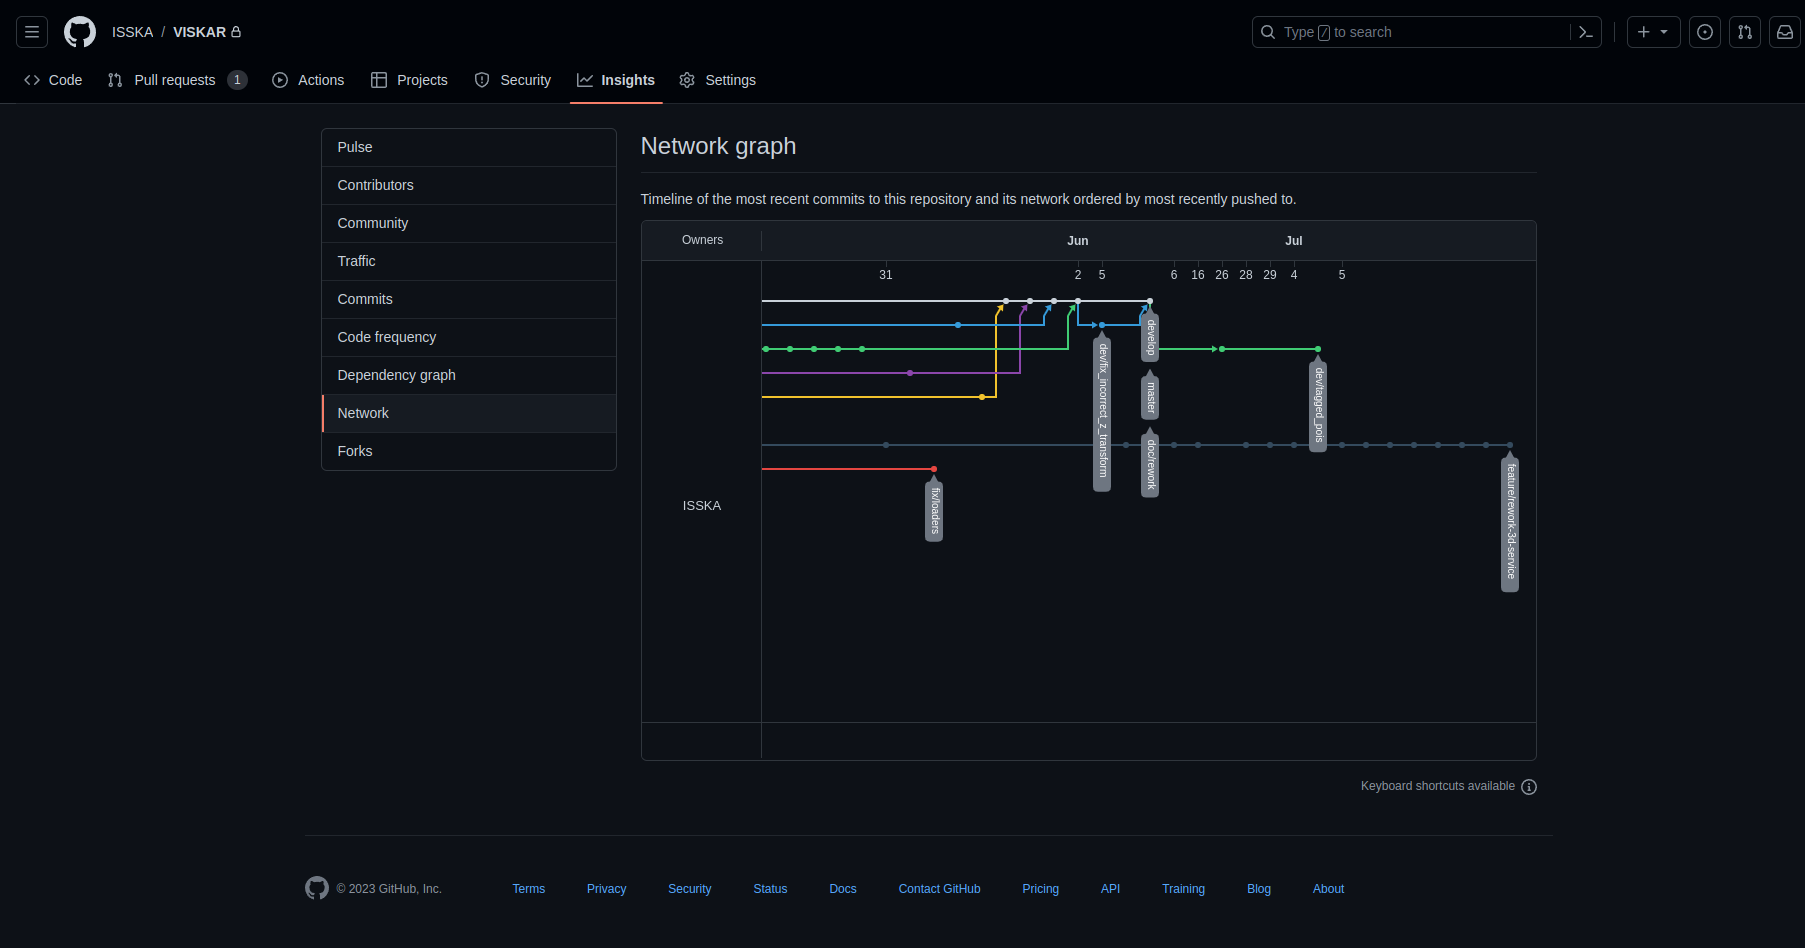 ISSKA / VISKAR
Type / to search
Code
Pull requests 1
Actions
Projects
Security
Insights
Settings
Pulse
Contributors
Community
Traffic
Commits
Code frequency
Dependency graph
Network
Forks
Network graph
Timeline of the most recent commits to this repository and its network ordered by most recently pushed to.
Owners
Jun
Jul
31 2 5 6 16 26 28 29 4 5
ISSKA
develop
dev/fix_incorrect_z_transform
master
dev/tagged_pois
doc/rework
fix/loaders
feature/rework-3d-service
Keyboard shortcuts available
© 2023 GitHub, Inc.
Terms
Privacy
Security
Status
Docs
Contact GitHub
Pricing
API
Training
Blog
About